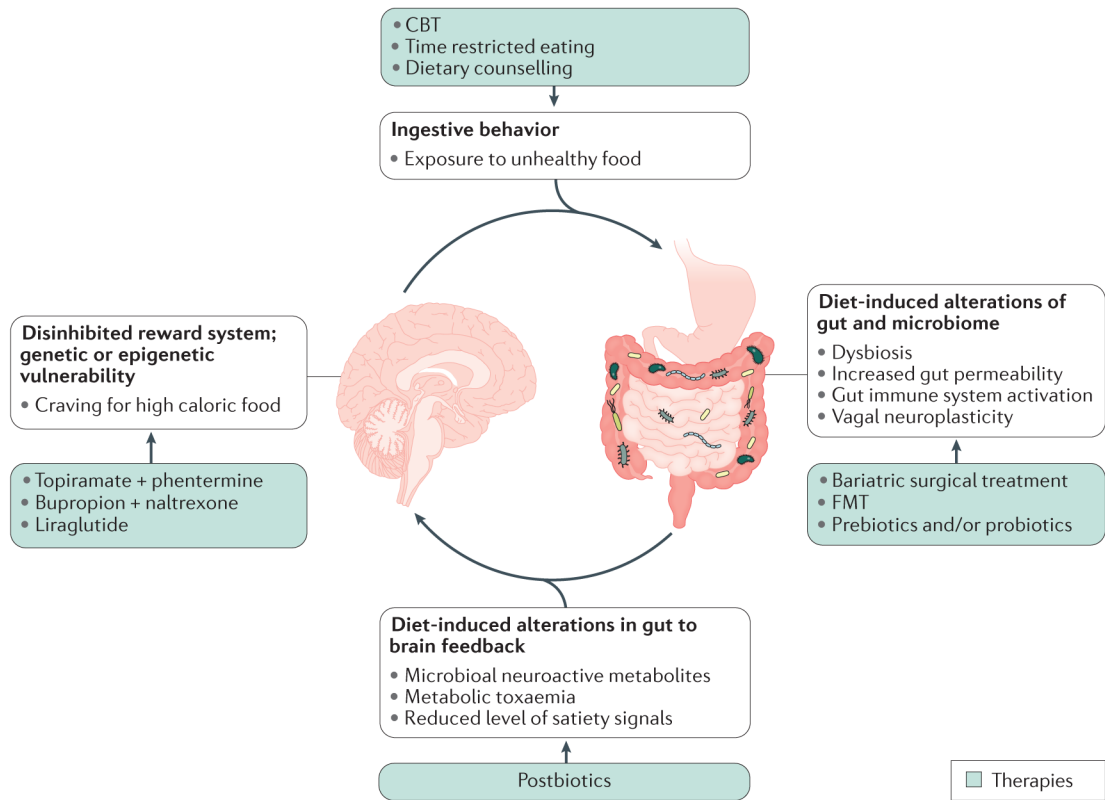 • CBT
• Time restricted eating
• Dietary counselling
Ingestive behavior
• Exposure to unhealthy food
Disinhibited reward system;
genetic or epigenetic
vulnerability
• Craving for high caloric food
• Topiramate + phentermine
• Bupropion + naltrexone
• Liraglutide
Diet-induced alterations of
gut and microbiome
• Dysbiosis
• Increased gut permeability
• Gut immune system activation
• Vagal neuroplasticity
• Bariatric surgical treatment
• FMT
• Prebiotics and/or probiotics
Diet-induced alterations in gut to
brain feedback
• Microbioal neuroactive metabolites
• Metabolic toxaemia
• Reduced level of satiety signals
Postbiotics
Therapies